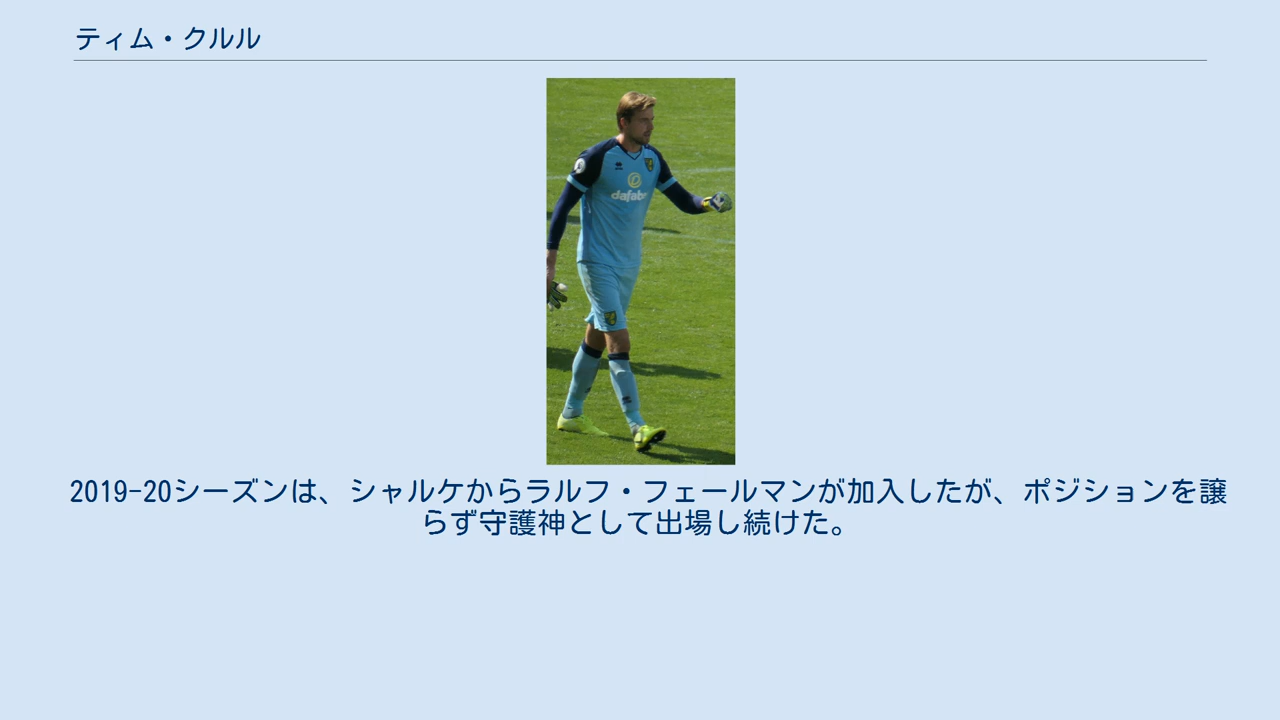 ティム・クルル
dafabe
2019-20シーズンは、シャルケからラルフ・フェールマンが加入したが、ポジションを譲
らず守護神として出場し続けた。